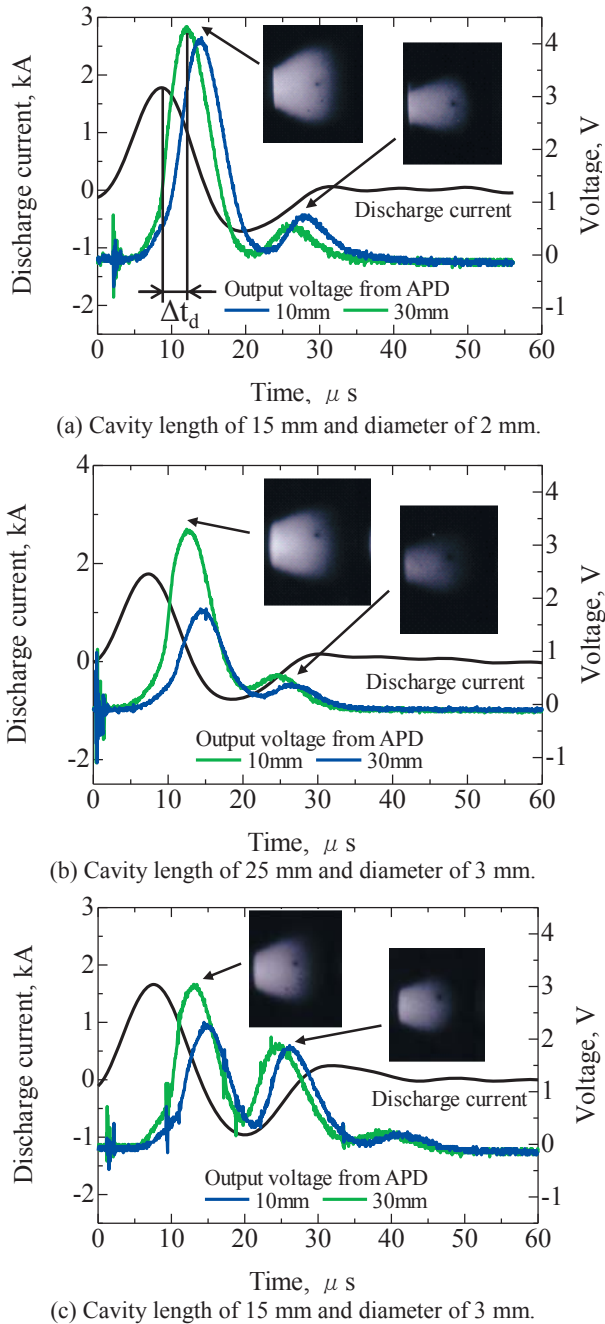 3
2
1
0
-1
-2
Discharge current, kA
4
3
2
1
0
-1
Voltage, V
Discharge current
Output voltage from APD
10mm 30mm
Δt_d
0 10 20 30 40 50 60
Time, μs
(a) Cavity length of 15 mm and diameter of 2 mm.
4
2
0
-2
Discharge current, kA
4
3
2
1
0
-1
Voltage, V
Discharge current
Output voltage from APD
10mm 30mm
0 10 20 30 40 50 60
Time, μs
(b) Cavity length of 25 mm and diameter of 3 mm.
3
2
1
0
-1
-2
Discharge current, kA
4
3
2
1
0
-1
Voltage, V
Discharge current
Output voltage from APD
10mm 30mm
0 10 20 30 40 50 60
Time, μs
(c) Cavity length of 15 mm and diameter of 3 mm.